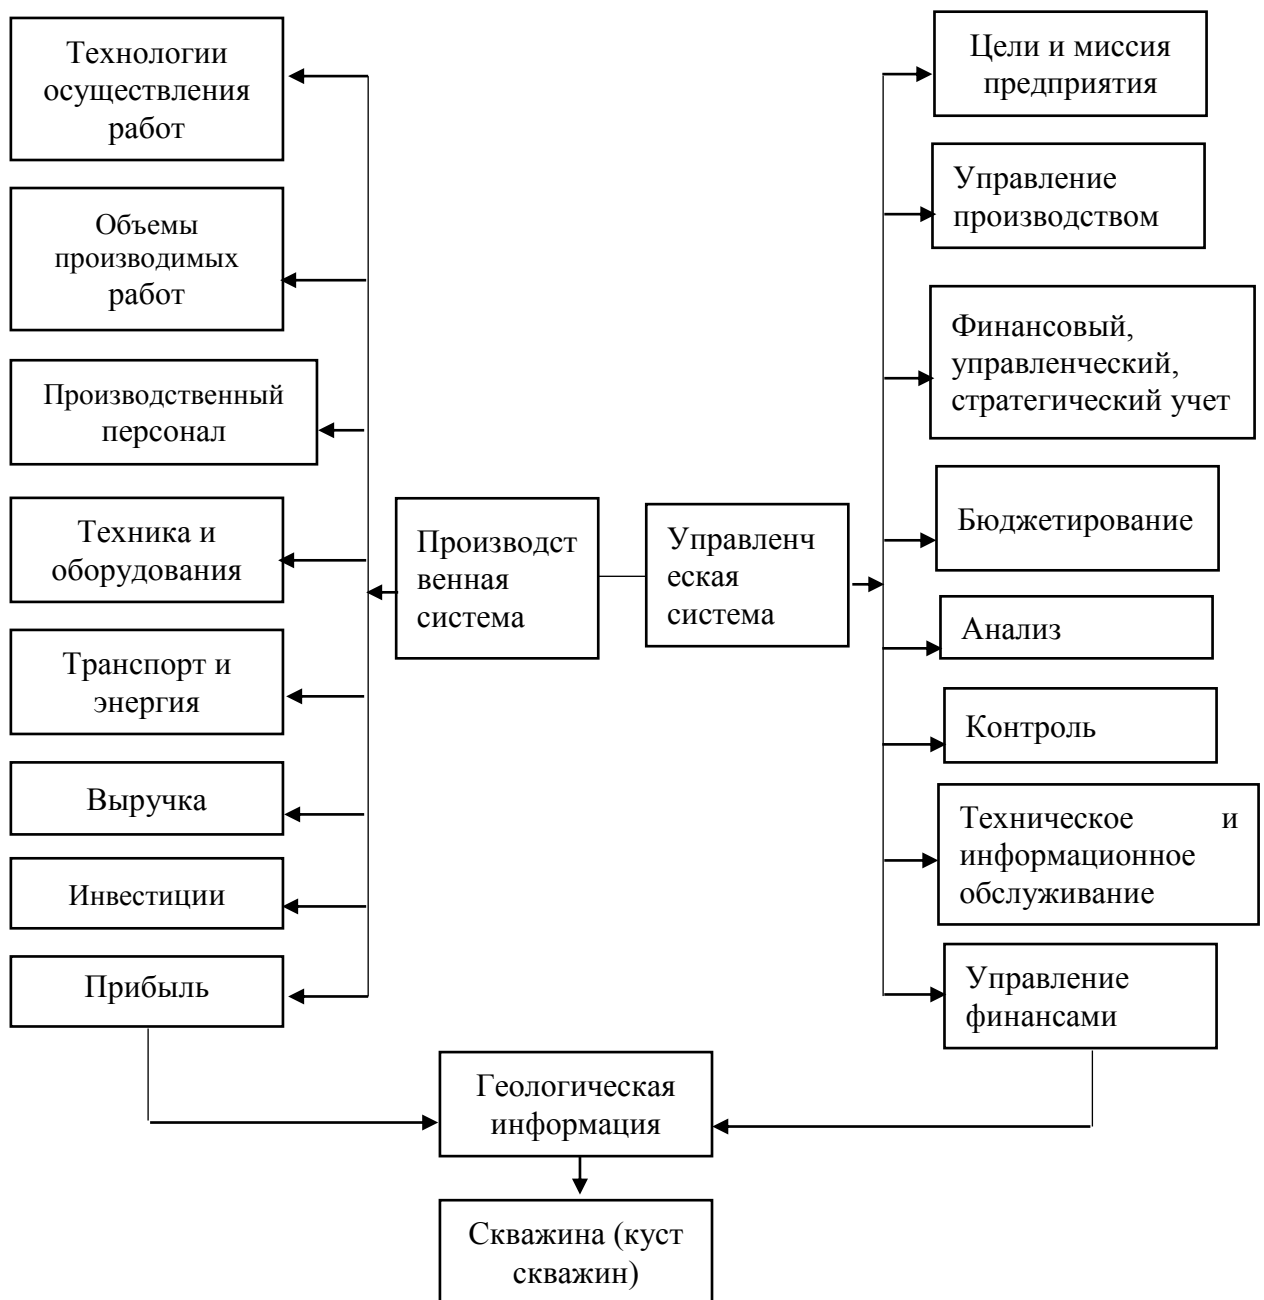 Технологии
осуществления
работ
Объемы
производимых
работ
Производственный
персонал
Техника и
оборудования
Транспорт и
энергия
Выручка
Инвестиции
Прибыль
Производст
венная
система
Управленч
еская
система
Цели и миссия
предприятия
Управление
производством
Финансовый,
управленческий,
стратегический учет
Бюджетирование
Анализ
Контроль
Техническое и
информационное
обслуживание
Управление
финансами
Геологическая
информация
Скважина (куст
скважин)